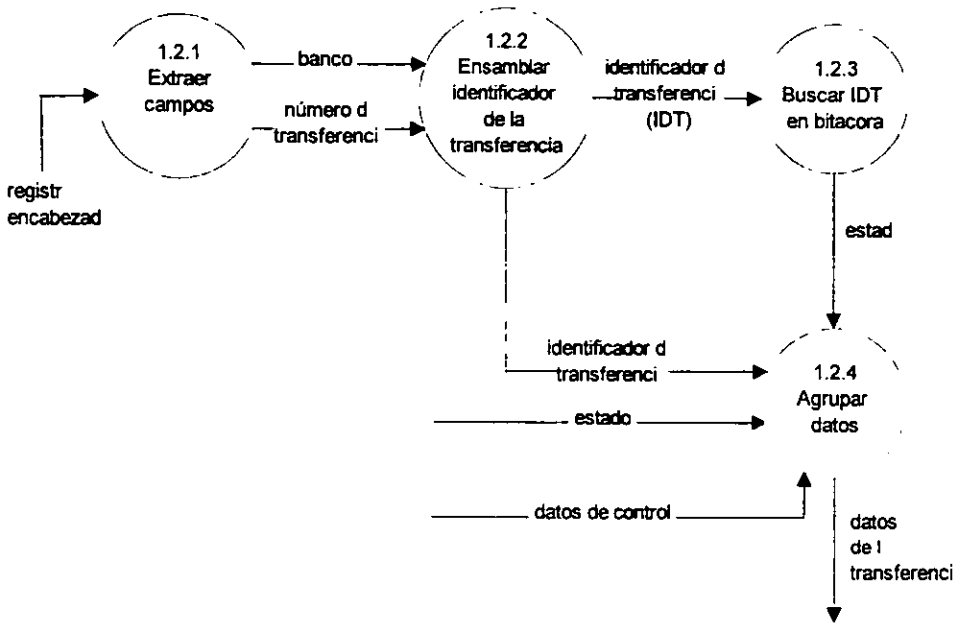 1.2.1
Extraer
campos
banco
número d
transferenci
1.2.2
Ensamblar
identificador
de la
transferencia
identificador d
transferenci
(IDT)
1.2.3
Buscar IDT
en bitacora
registr
encabezad
estad
identificador d
transferenci
estado
datos de control
1.2.4
Agrupar
datos
datos
de l
transferenci